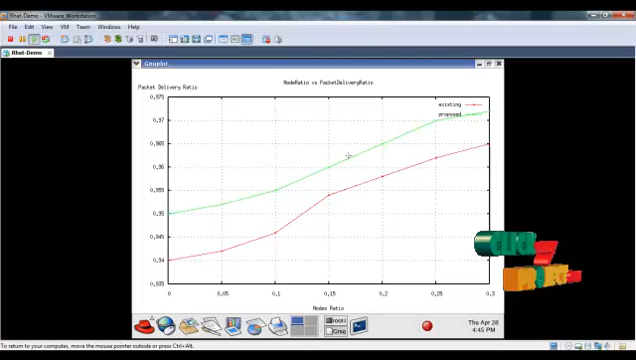 Rhat-Demo - VMware Workstation
File Edit View VM Team Windows Help
Rhat-Demo
Gnuplot
NodeRatio vs PacketDeliveryRatio
Packet Delivery Ratio
0,975
existing
0,97
proposed
0,965
0,96
0,955
0,95
0,945
0,94
0,935
0 0,05 0,1 0,15 0,2 0,25 0,3
Nodes Ratio
Thu Apr 28
4:45 PM
To return to your computer, move the mouse pointer outside or press Ctrl+Alt.